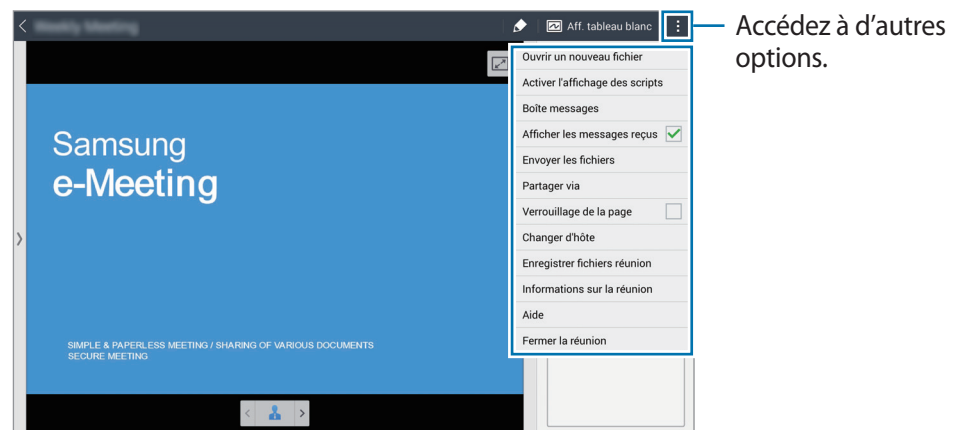 Aff. tableau blanc
Accédez à d'autres
options.
Ouvrir un nouveau fichier
Activer l'affichage des scripts
Boîte messages
Afficher les messages reçus
Envoyer les fichiers
Partager via
Verrouillage de la page
Changer d'hôte
Enregistrer fichiers réunion
Informations sur la réunion
Aide
Fermer la réunion
Samsung
e-Meeting
SIMPLE & PAPERLESS MEETING / SHARING OF VARIOUS DOCUMENTS
SECURE MEETING